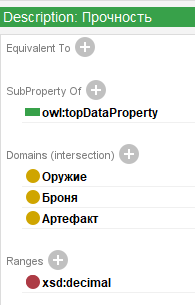 Description: Прочность
Equivalent To
SubProperty Of
owl:topDataProperty
Domains (intersection)
Оружие
Броня
Артефакт
Ranges
xsd:decimal